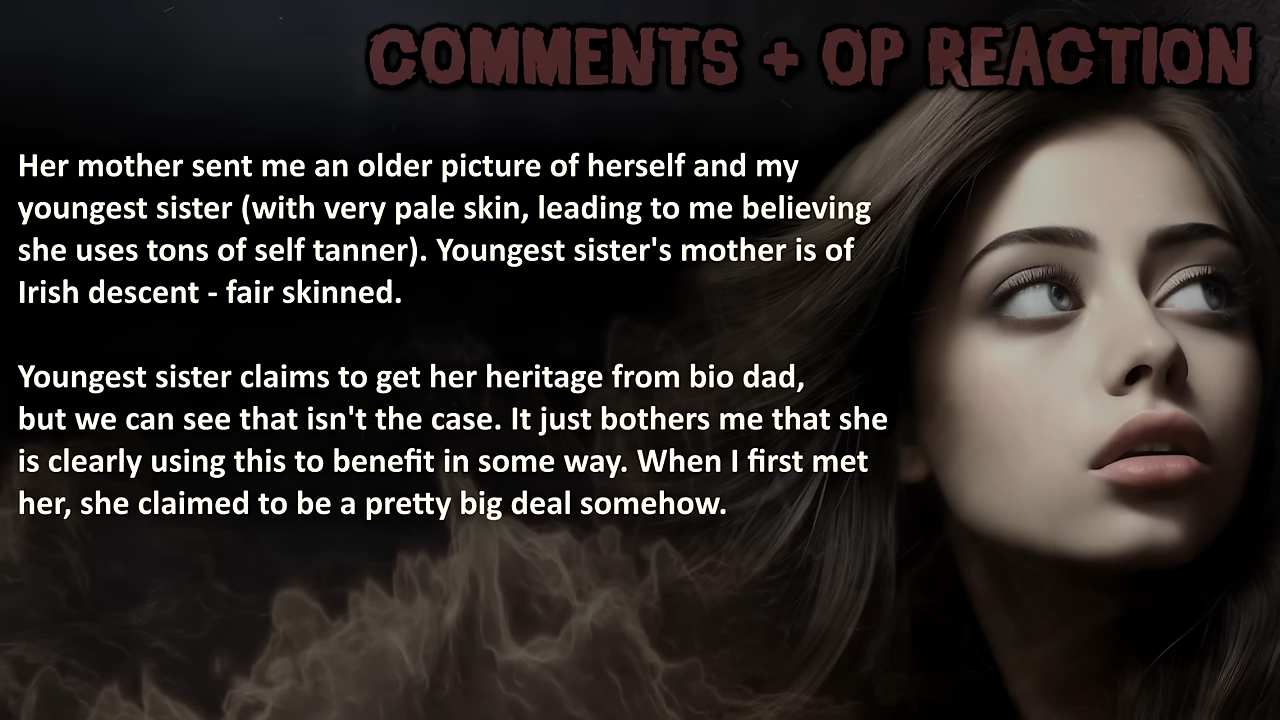 COMMENTS + OP REACTION
Her mother sent me an older picture of herself and my
youngest sister (with very pale skin, leading to me believing
she uses tons of self tanner). Youngest sister's mother is of
Irish descent - fair skinned.
Youngest sister claims to get her heritage from bio dad,
but we can see that isn't the case. It just bothers me that she
is clearly using this to benefit in some way. When I first met
her, she claimed to be a pretty big deal somehow.